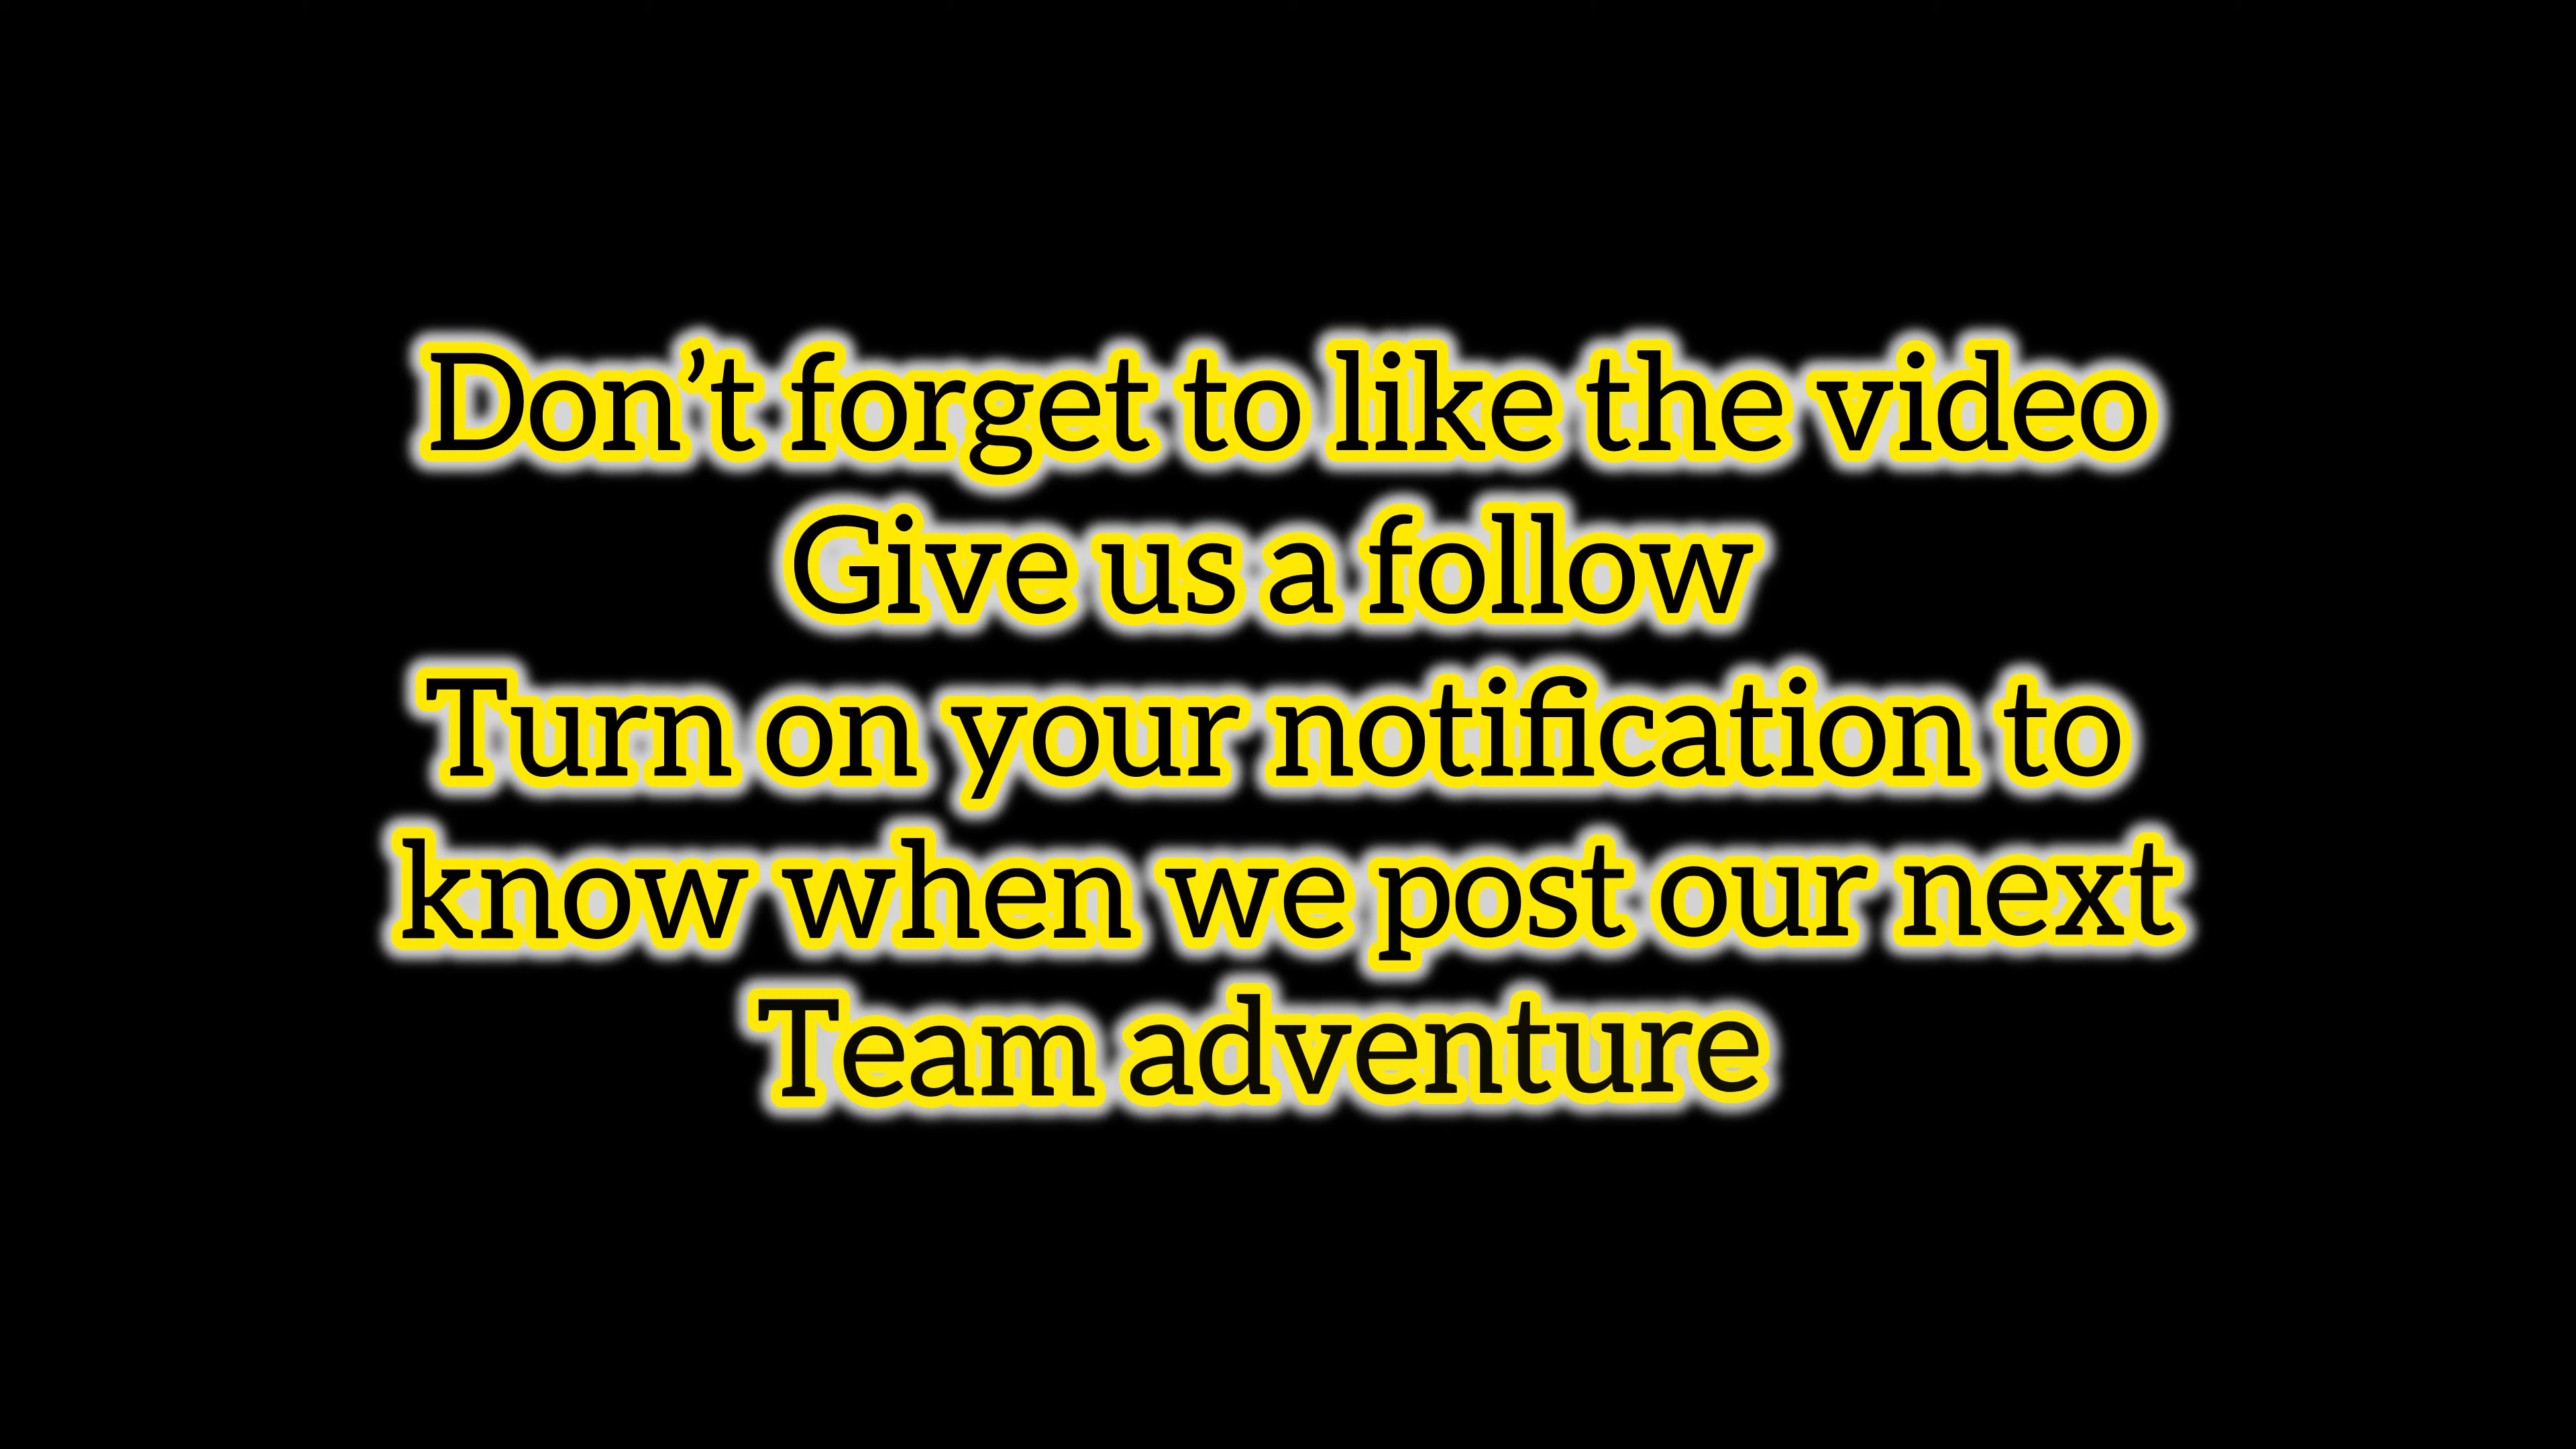 Don’t forget to like the video
Give us a follow
Turn on your notification to
know when we post our next
Team adventure